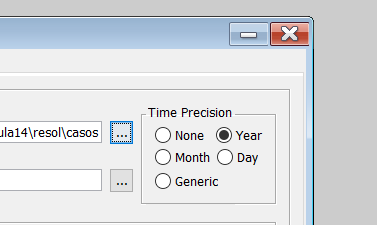 Time Precision
ula14\resol\casos ...
None Year
Month Day
...
Generic